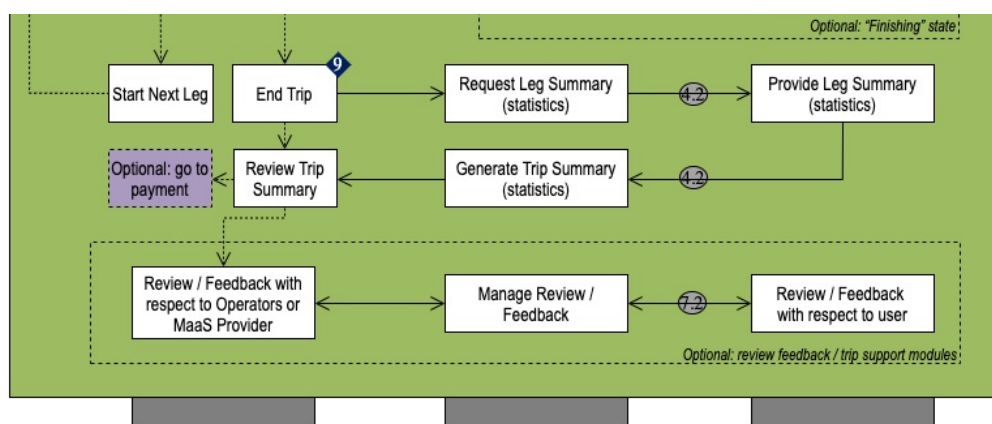 Optional: “Finishing” state
9
Start Next Leg
End Trip
Request Leg Summary
(statistics)
4.2
Provide Leg Summary
(statistics)
Optional: go to
payment
Review Trip
Summary
Generate Trip Summary
(statistics)
4.2
Review / Feedback with
respect to Operators or
MaaS Provider
Manage Review /
Feedback
7.2
Review / Feedback
with respect to user
Optional: review feedback / trip support modules